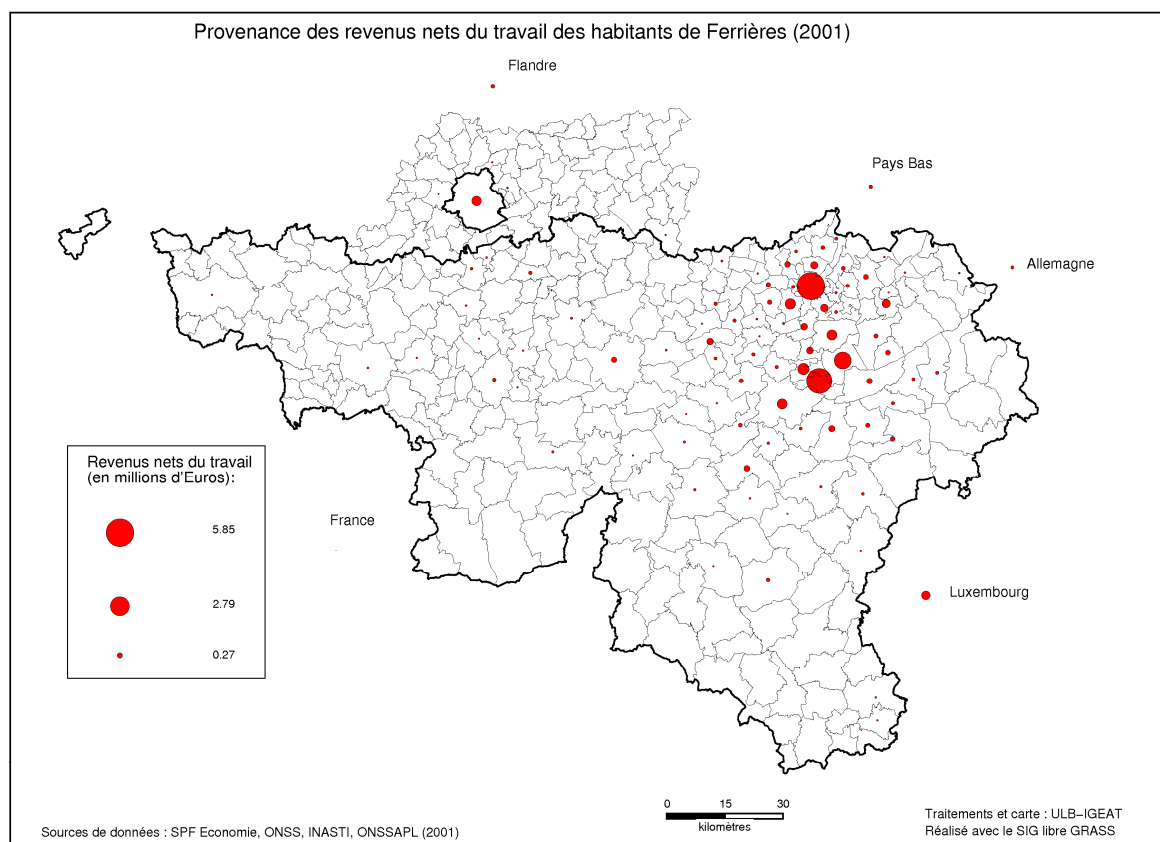 Provenance des revenus nets du travail des habitants de Ferrières (2001)
Flandre
Pays Bas
Allemagne
Revenus nets du travail
(en millions d'Euros):
5.85
2.79
0.27
France
Luxembourg
0 15 30
kilomètres
Sources de données : SPF Economie, ONSS, INASTI, ONSSAPL (2001)
Traitements et carte : ULB-IGEAT
Réalisé avec le SIG libre GRASS